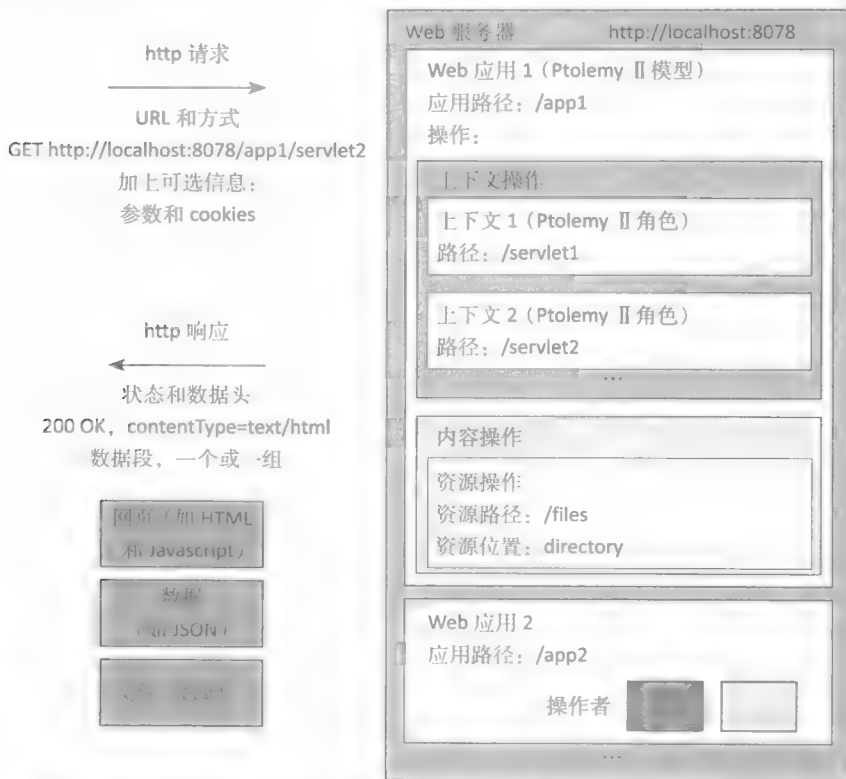 http 请求
URL 和方式
GET http://localhost:8078/app1/servlet2
加上可选信息：
参数和 cookies
http 响应
状态和数据头
200 OK，contentType=text/html
数据段，一个或一组
网页（如 HTML
和 Javascript）
数据
（如 JSON）
Web 服务器 http://localhost:8078
Web 应用 1（Ptolemy Ⅱ 模型）
应用路径：/app1
操作：
上下文操作
上下文 1（Ptolemy Ⅱ 角色）
路径：/servlet1
上下文 2（Ptolemy Ⅱ 角色）
路径：/servlet2
…
内容操作
资源操作
资源路径：/files
资源位置：directory
Web 应用 2
应用路径：/app2
操作者
…